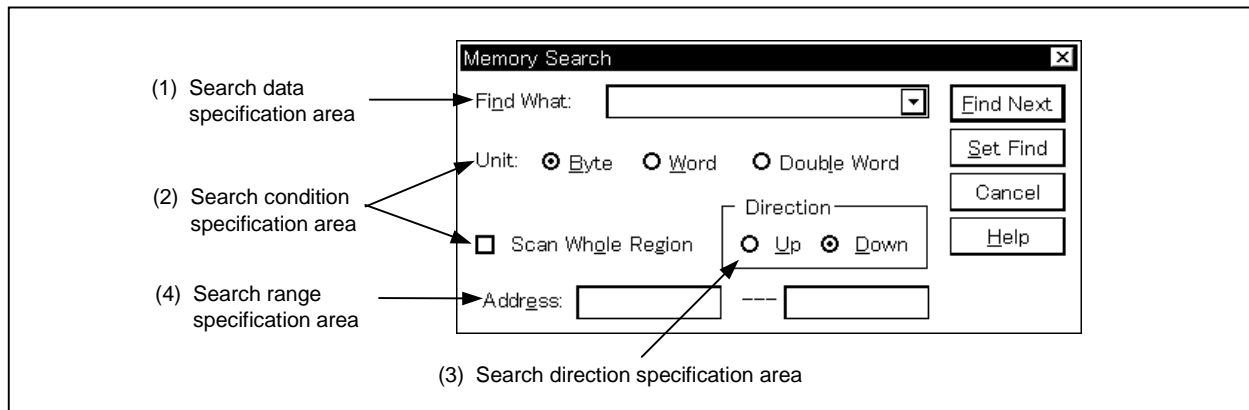 Memory Search
(1) Search data
specification area
Find What:
Find Next
Set Find
Unit: Byte Word Double Word
Cancel
(2) Search condition
specification area
Direction
Scan Whole Region
Up Down
Help
(4) Search range
specification area
Address: ---
(3) Search direction specification area